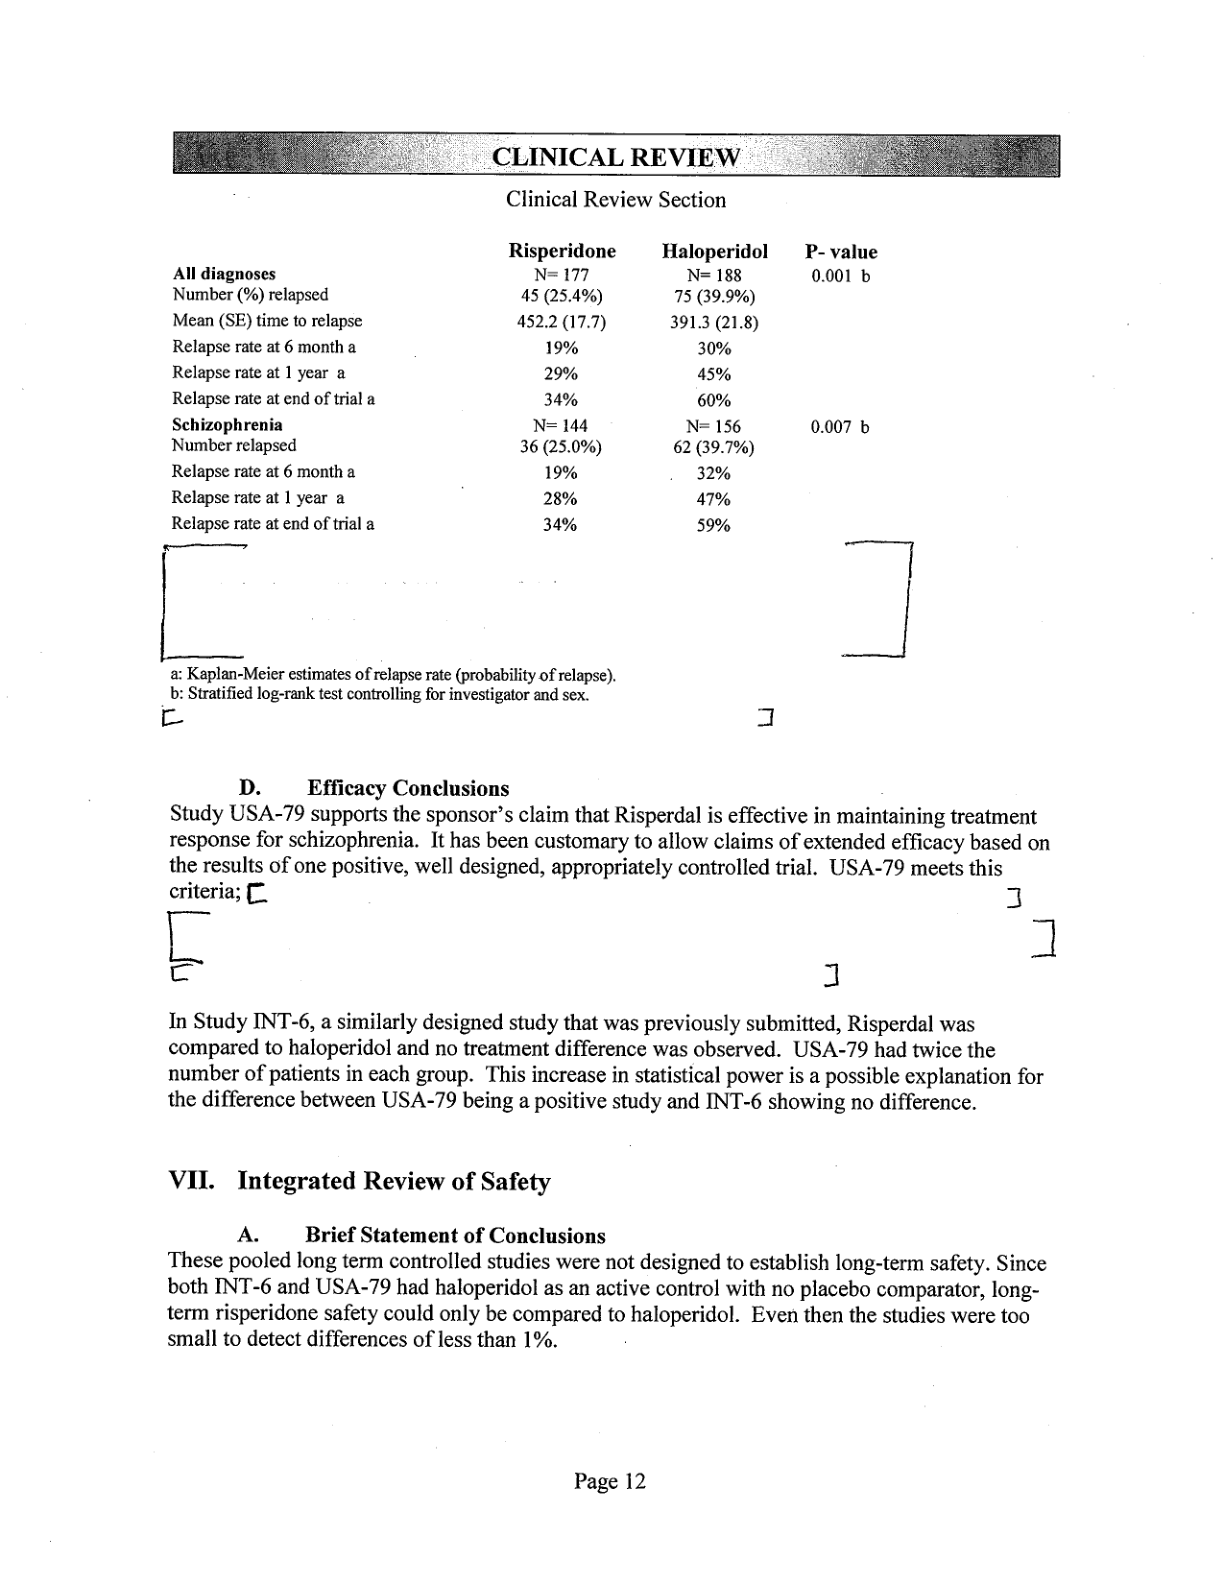 CLINICAL REVIEW
Clinical Review Section
Risperidone Haloperidol P- value
All diagnoses N= 177 N= 188 0.001 b
Number (%) relapsed 45 (25.4%) 75 (39.9%)
Mean (SE) time to relapse 452.2 (17.7) 391.3 (21.8)
Relapse rate at 6 month a 19% 30%
Relapse rate at 1 year a 29% 45%
Relapse rate at end of trial a 34% 60%
Schizophrenia N= 144 N= 156 0.007 b
Number relapsed 36 (25.0%) 62 (39.7%)
Relapse rate at 6 month a 19% 32%
Relapse rate at 1 year a 28% 47%
Relapse rate at end of trial a 34% 59%
a: Kaplan-Meier estimates of relapse rate (probability of relapse).
b: Stratified log-rank test controlling for investigator and sex.
D. Efficacy Conclusions
Study USA-79 supports the sponsor's claim that Risperdal is effective in maintaining treatment
response for schizophrenia. It has been customary to allow claims of extended efficacy based on
the results of one positive, well designed, appropriately controlled trial. USA-79 meets this
criteria;
In Study INT-6, a similarly designed study that was previously submitted, Risperdal was
compared to haloperidol and no treatment difference was observed. USA-79 had twice the
number of patients in each group. This increase in statistical power is a possible explanation for
the difference between USA-79 being a positive study and INT-6 showing no difference.
VII. Integrated Review of Safety
A. Brief Statement of Conclusions
These pooled long term controlled studies were not designed to establish long-term safety. Since
both INT-6 and USA-79 had haloperidol as an active control with no placebo comparator, long-
term risperidone safety could only be compared to haloperidol. Even then the studies were too
small to detect differences of less than 1%.
Page 12